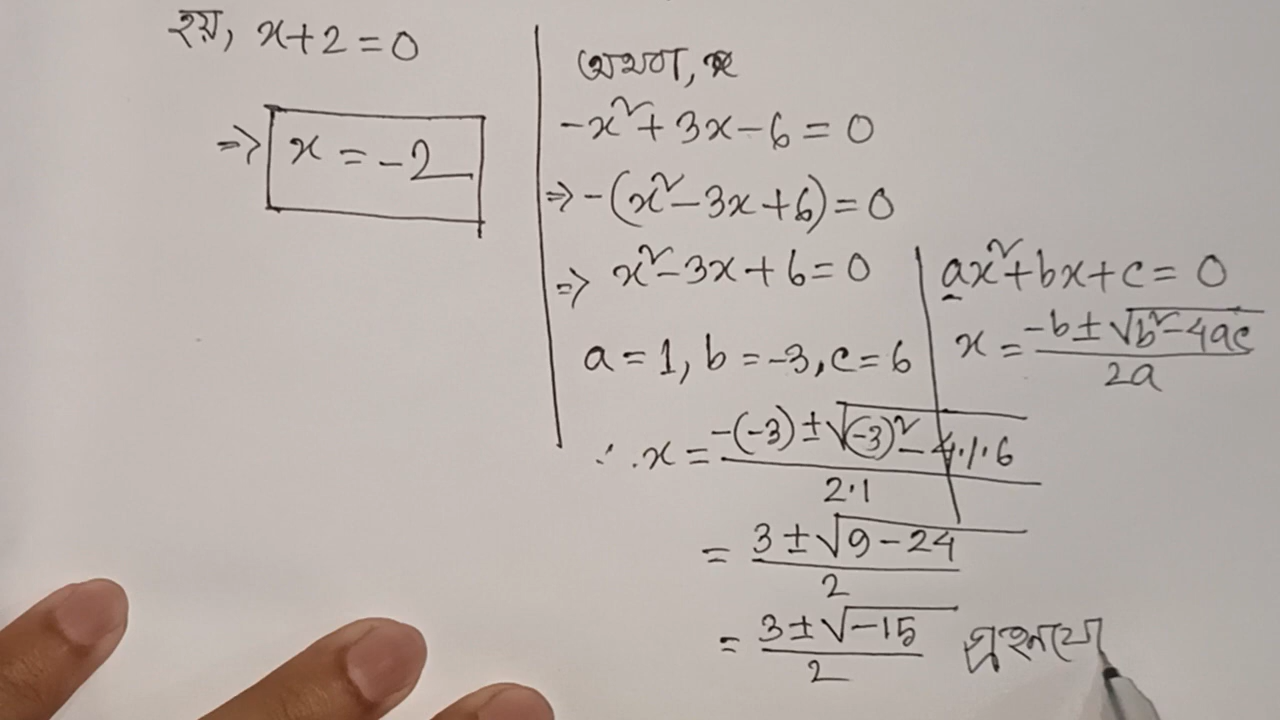 হয়, x+2=0
=> x = -2
অথবা,
-x²+3x-6=0
=> -(x²-3x+6)=0
=> x²-3x+6=0
a=1, b=-3, c=6
ax²+bx+c=0
x = (-b±√(b²-4ac))/2a
∴ x = (-(-3)±√((-3)²-4.1.6))/2.1
= (3±√(9-24))/2
= (3±√-15)/2 গ্রহনযো